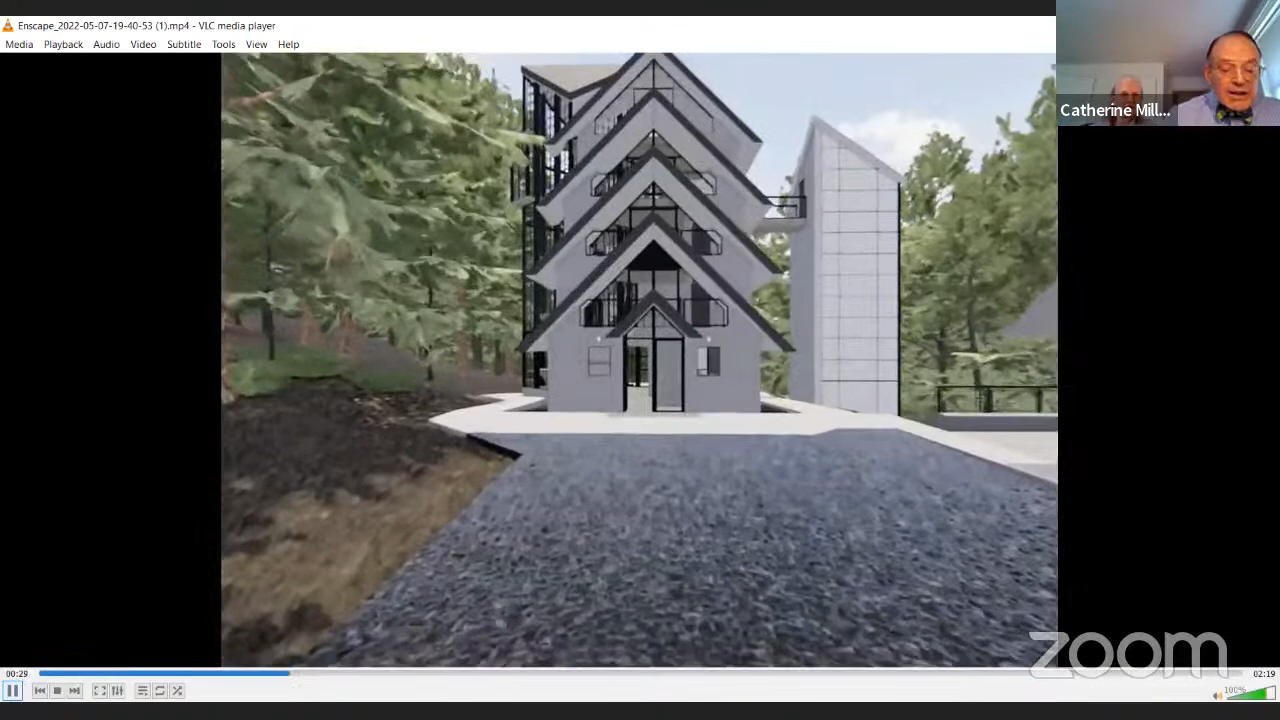 Enscape_2022-05-07-19-40-53 (1).mp4 - VLC media player
Media Playback Audio Video Subtitle Tools View Help
Catherine Mill...
zoom
00:29
02:19
100%